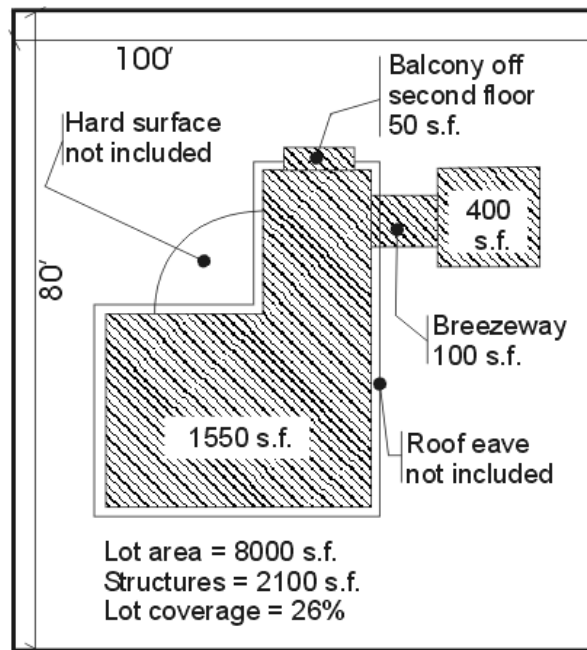 100'
Balcony off
second floor
50 s.f.
Hard surface
not included
400
s.f.
80'
Breezeway
100 s.f.
1550 s.f.
Roof eave
not included
Lot area = 8000 s.f.
Structures = 2100 s.f.
Lot coverage = 26%